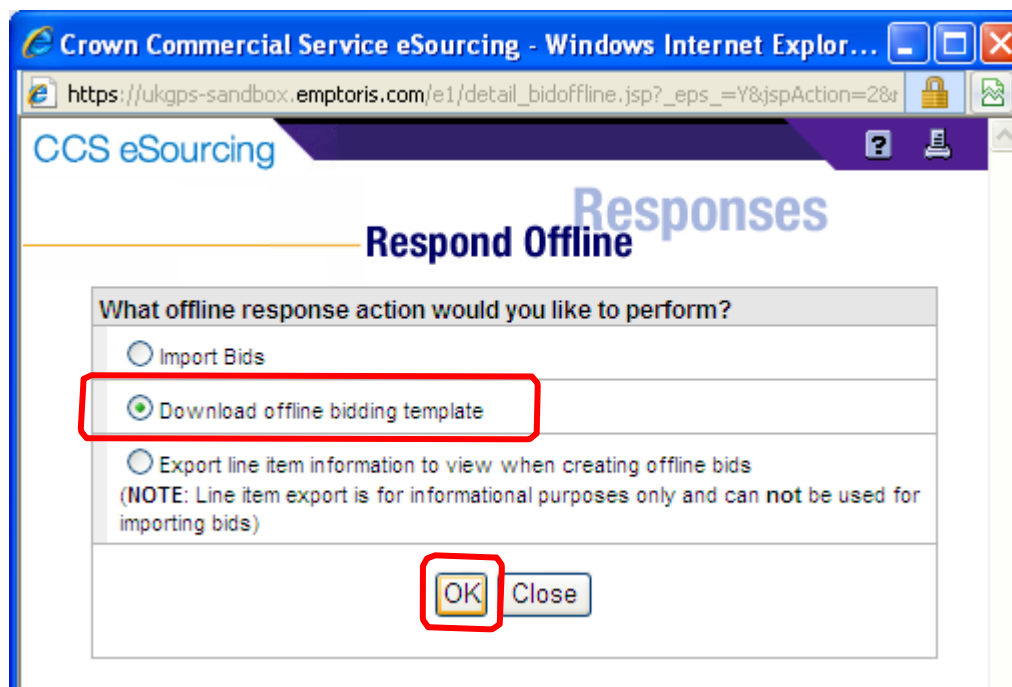 Crown Commercial Service eSourcing - Windows Internet Explor...
https://ukgps-sandbox.emptoris.com/e1/detail_bidoffline.jsp?_eps_=Y&jspAction=2&r
CCS eSourcing
?
Responses
Respond Offline
What offline response action would you like to perform?
Import Bids
Download offline bidding template
Export line item information to view when creating offline bids
(NOTE: Line item export is for informational purposes only and can not be used for
importing bids)
OK Close